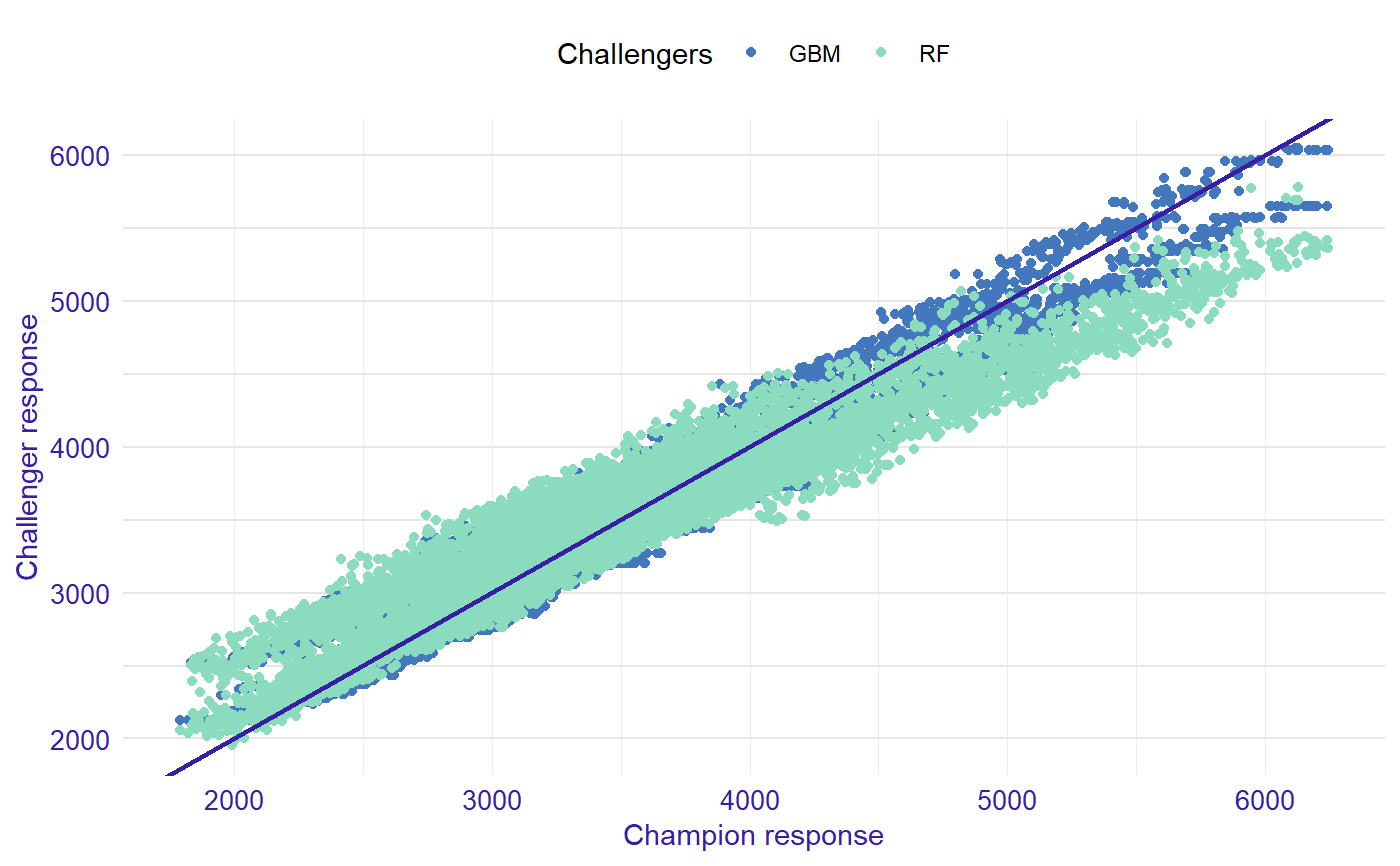 Challengers GBM RF
6000
5000
4000
3000
2000
Challenger response
2000 3000 4000 5000 6000
Champion response